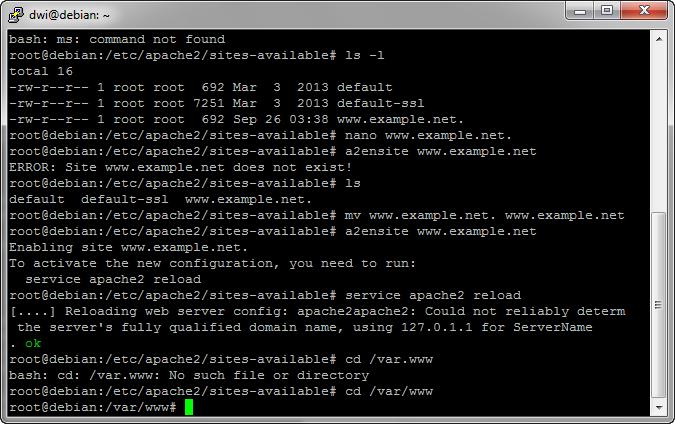 dwi@debian: ~
bash: ms: command not found
root@debian:/etc/apache2/sites-available# ls -l
total 16
-rw-r--r-- 1 root root  692 Mar  3  2013 default
-rw-r--r-- 1 root root 7251 Mar  3  2013 default-ssl
-rw-r--r-- 1 root root  692 Sep 26 03:38 www.example.net.
root@debian:/etc/apache2/sites-available# nano www.example.net.
root@debian:/etc/apache2/sites-available# a2ensite www.example.net
ERROR: Site www.example.net does not exist!
root@debian:/etc/apache2/sites-available# ls
default  default-ssl  www.example.net.
root@debian:/etc/apache2/sites-available# mv www.example.net. www.example.net
root@debian:/etc/apache2/sites-available# a2ensite www.example.net
Enabling site www.example.net.
To activate the new configuration, you need to run:
  service apache2 reload
root@debian:/etc/apache2/sites-available# service apache2 reload
[....] Reloading web server config: apache2apache2: Could not reliably determ
 the server's fully qualified domain name, using 127.0.1.1 for ServerName
. ok
root@debian:/etc/apache2/sites-available# cd /var.www
bash: cd: /var.www: No such file or directory
root@debian:/etc/apache2/sites-available# cd /var/www
root@debian:/var/www#